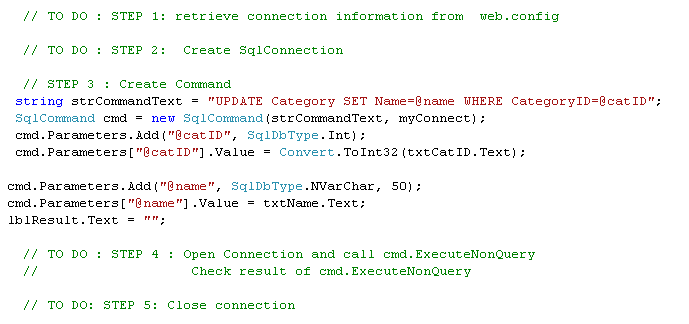 // TO DO : STEP 1: retrieve connection information from  web.config
// TO DO : STEP 2:  Create SqlConnection
// STEP 3 : Create Command
string strCommandText = "UPDATE Category SET Name=@name WHERE CategoryID=@catID";
SqlCommand cmd = new SqlCommand(strCommandText, myConnect);
cmd.Parameters.Add("@catID", SqlDbType.Int);
cmd.Parameters["@catID"].Value = Convert.ToInt32(txtCatID.Text);
cmd.Parameters.Add("@name", SqlDbType.NVarChar, 50);
cmd.Parameters["@name"].Value = txtName.Text;
lblResult.Text = "";
// TO DO : STEP 4 : Open Connection and call cmd.ExecuteNonQuery
//                    Check result of cmd.ExecuteNonQuery
// TO DO: STEP 5: Close connection